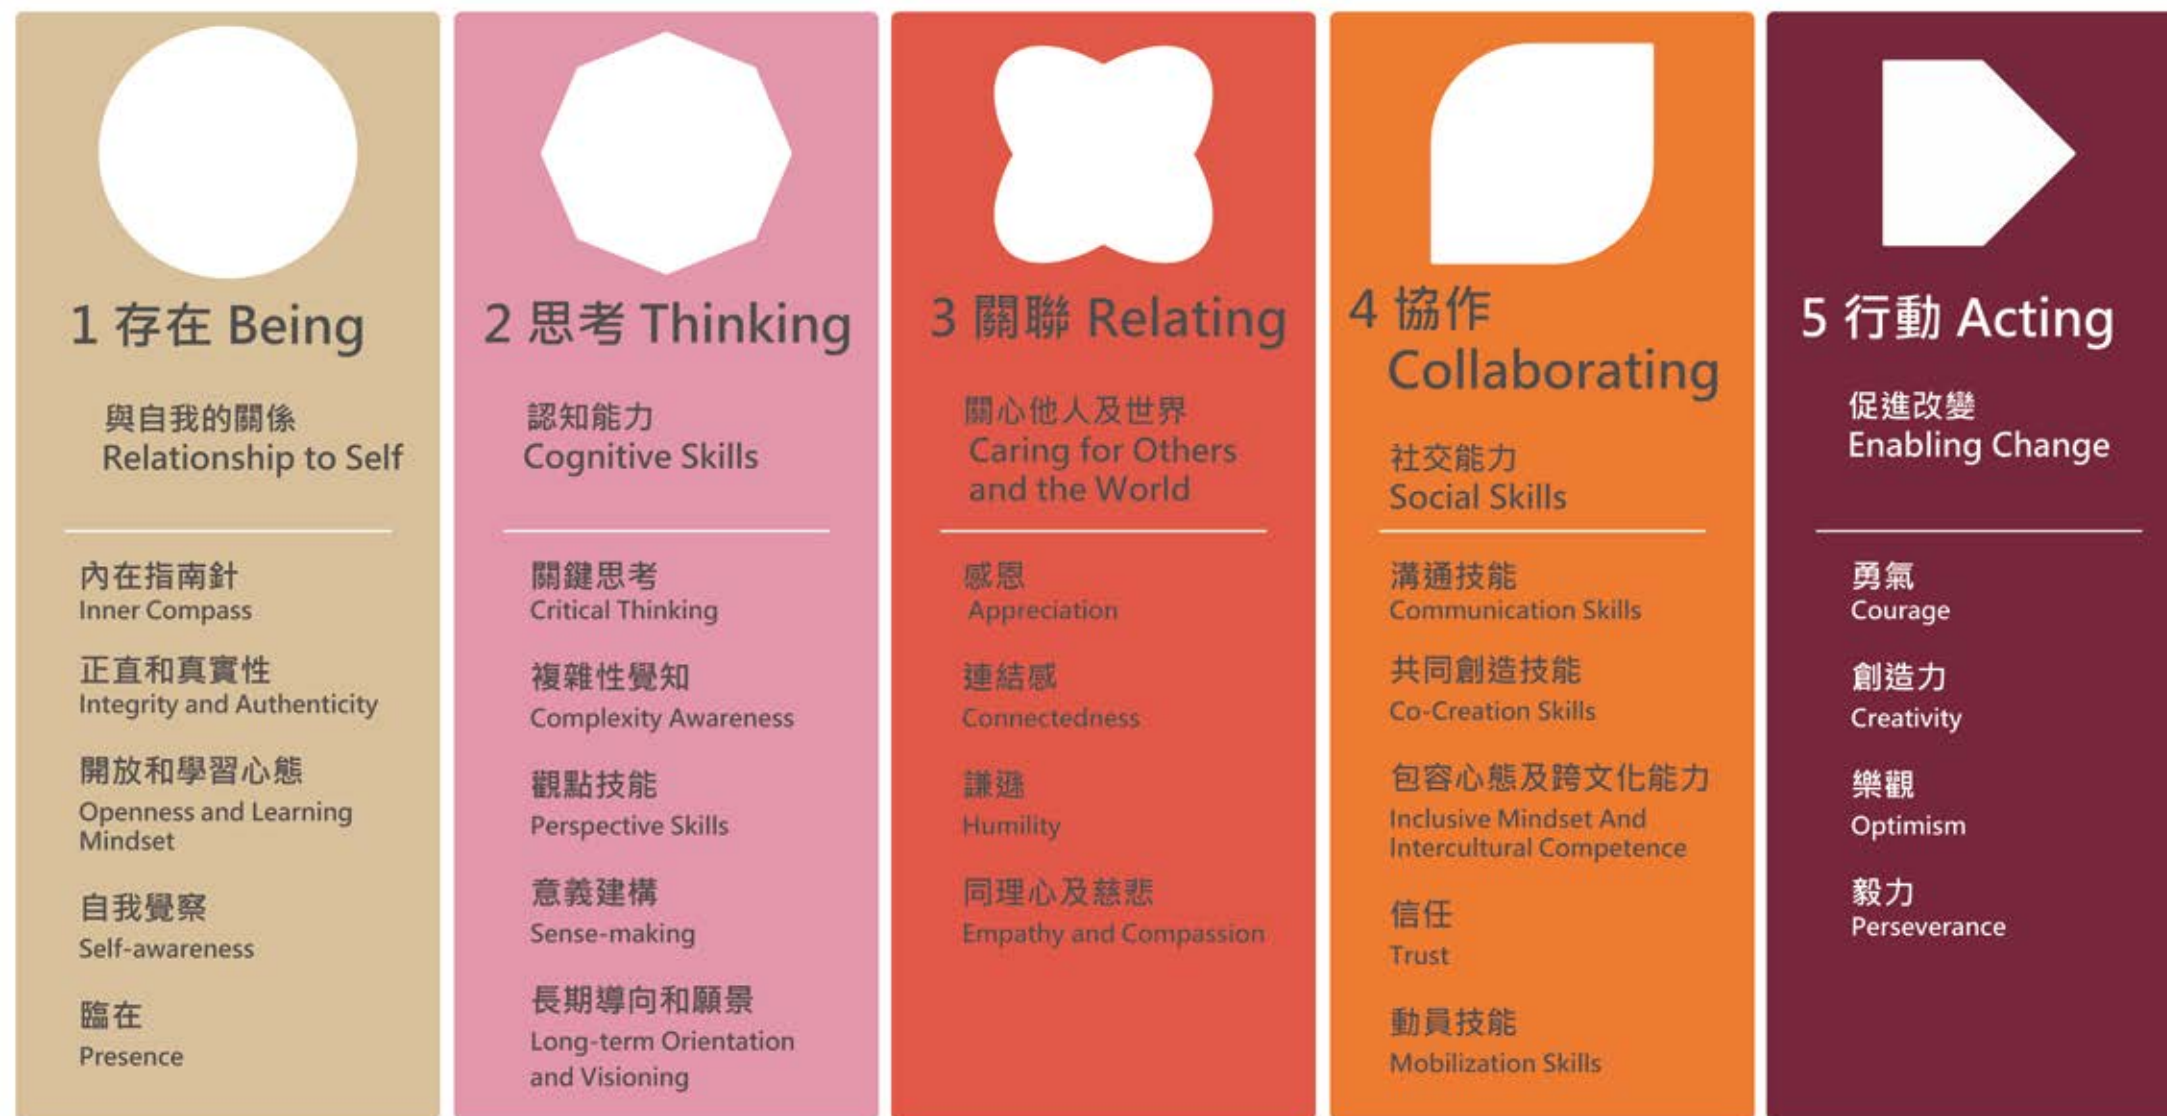 1 存在 Being
與自我的關係
Relationship to Self
內在指南針
Inner Compass
正直和真實性
Integrity and Authenticity
開放和學習心態
Openness and Learning
Mindset
自我覺察
Self-awareness
臨在
Presence
2 思考 Thinking
認知能力
Cognitive Skills
關鍵思考
Critical Thinking
複雜性覺知
Complexity Awareness
觀點技能
Perspective Skills
意義建構
Sense-making
長期導向和願景
Long-term Orientation
and Visioning
3 關聯 Relating
關心他人及世界
Caring for Others
and the World
感恩
Appreciation
連結感
Connectedness
謙遜
Humility
同理心及慈悲
Empathy and Compassion
4 協作
Collaborating
社交能力
Social Skills
溝通技能
Communication Skills
共同創造技能
Co-Creation Skills
包容心態及跨文化能力
Inclusive Mindset And
Intercultural Competence
信任
Trust
動員技能
Mobilization Skills
5 行動 Acting
促進改變
Enabling Change
勇氣
Courage
創造力
Creativity
樂觀
Optimism
毅力
Perseverance